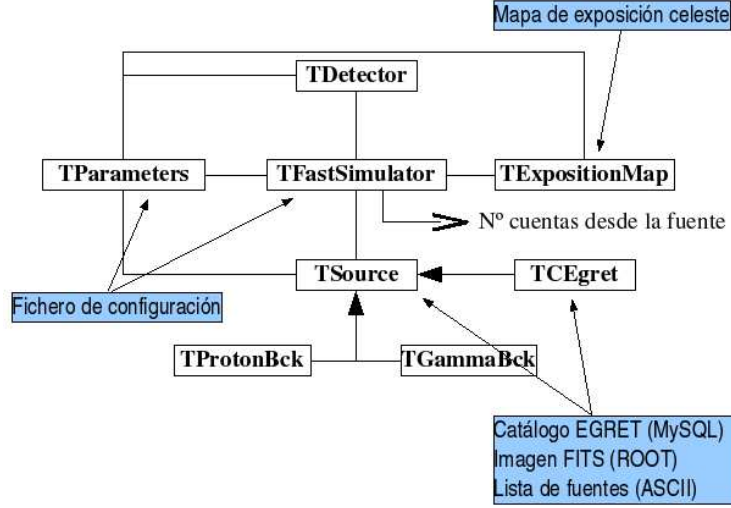 Mapa de exposición celeste
TDetector
TParameters
TFastSimulator
TExpositionMap
Nº cuentas desde la fuente
TSource
TCEgret
Fichero de configuración
TProtonBck
TGammaBck
Catálogo EGRET (MySQL)
Imagen FITS (ROOT)
Lista de fuentes (ASCII)